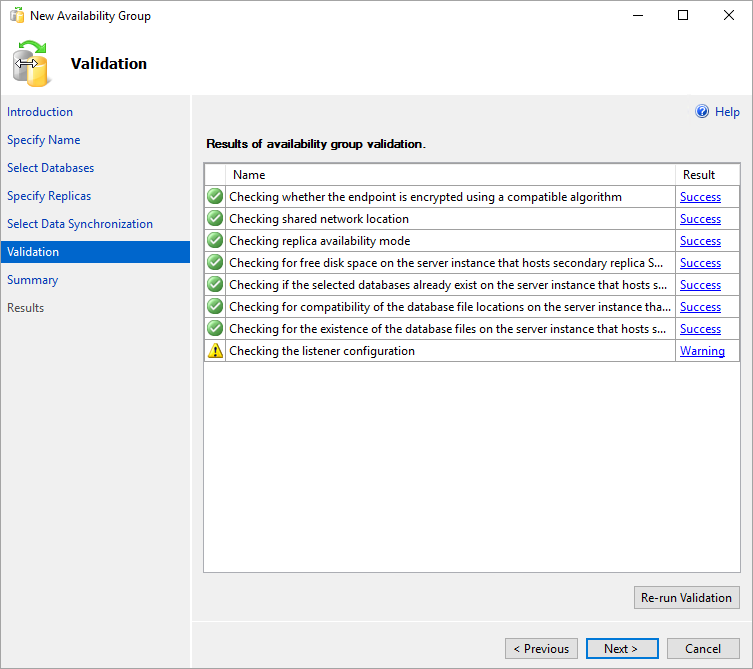 New Availability Group
Validation
Introduction
Specify Name
Select Databases
Specify Replicas
Select Data Synchronization
Validation
Summary
Results
Help
Results of availability group validation.
Name Result
Checking whether the endpoint is encrypted using a compatible algorithm Success
Checking shared network location Success
Checking replica availability mode Success
Checking for free disk space on the server instance that hosts secondary replica S... Success
Checking if the selected databases already exist on the server instance that hosts s... Success
Checking for compatibility of the database file locations on the server instance tha... Success
Checking for the existence of the database files on the server instance that hosts s... Success
Checking the listener configuration Warning
Re-run Validation
< Previous Next > Cancel